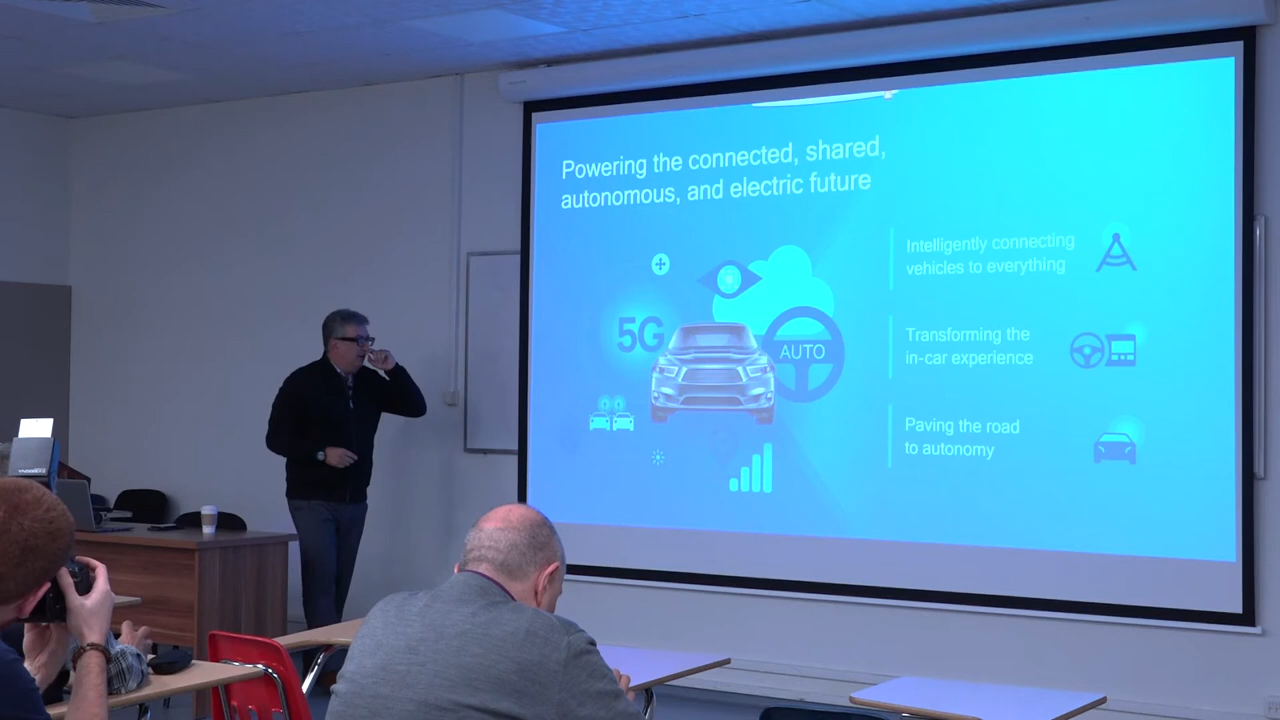 Powering the connected, shared,
autonomous, and electric future
Intelligently connecting
vehicles to everything
5G
Transforming the
in-car experience
AUTO
Paving the road
to autonomy